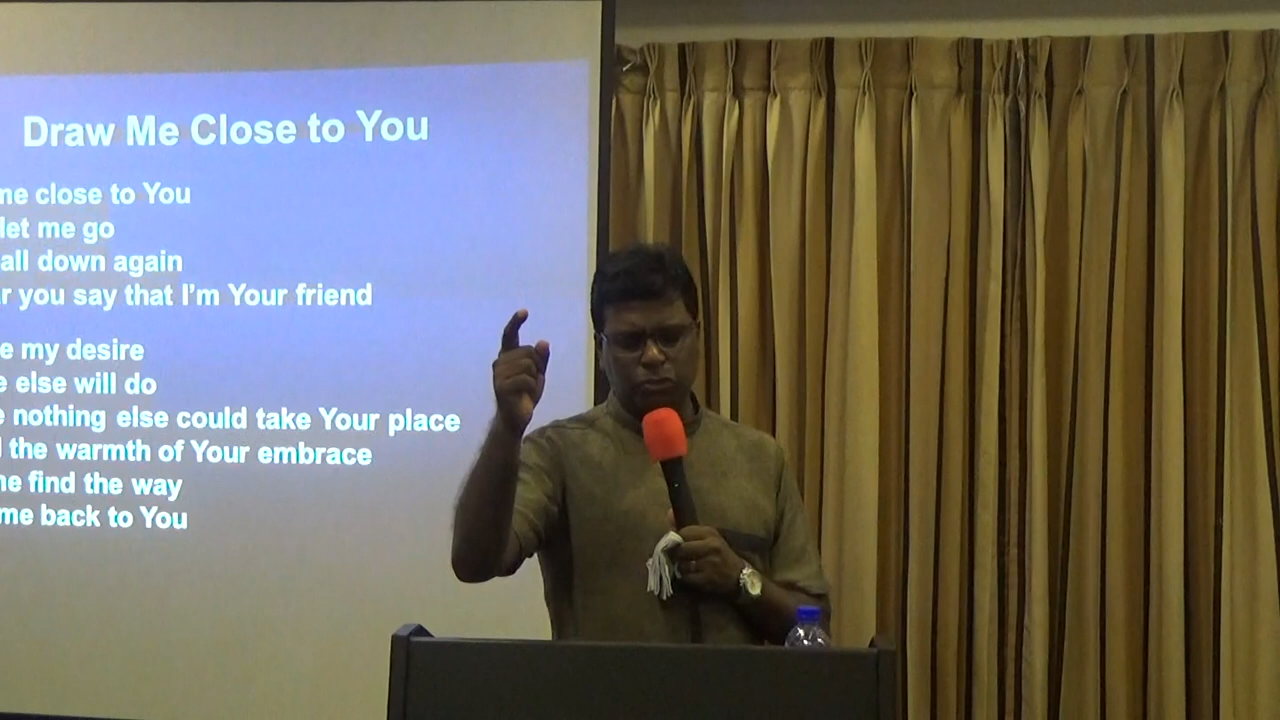 Draw Me Close to You
me close to You
let me go
all down again
r you say that I'm Your friend
e my desire
e else will do
e nothing else could take Your place
the warmth of Your embrace
me find the way
me back to You